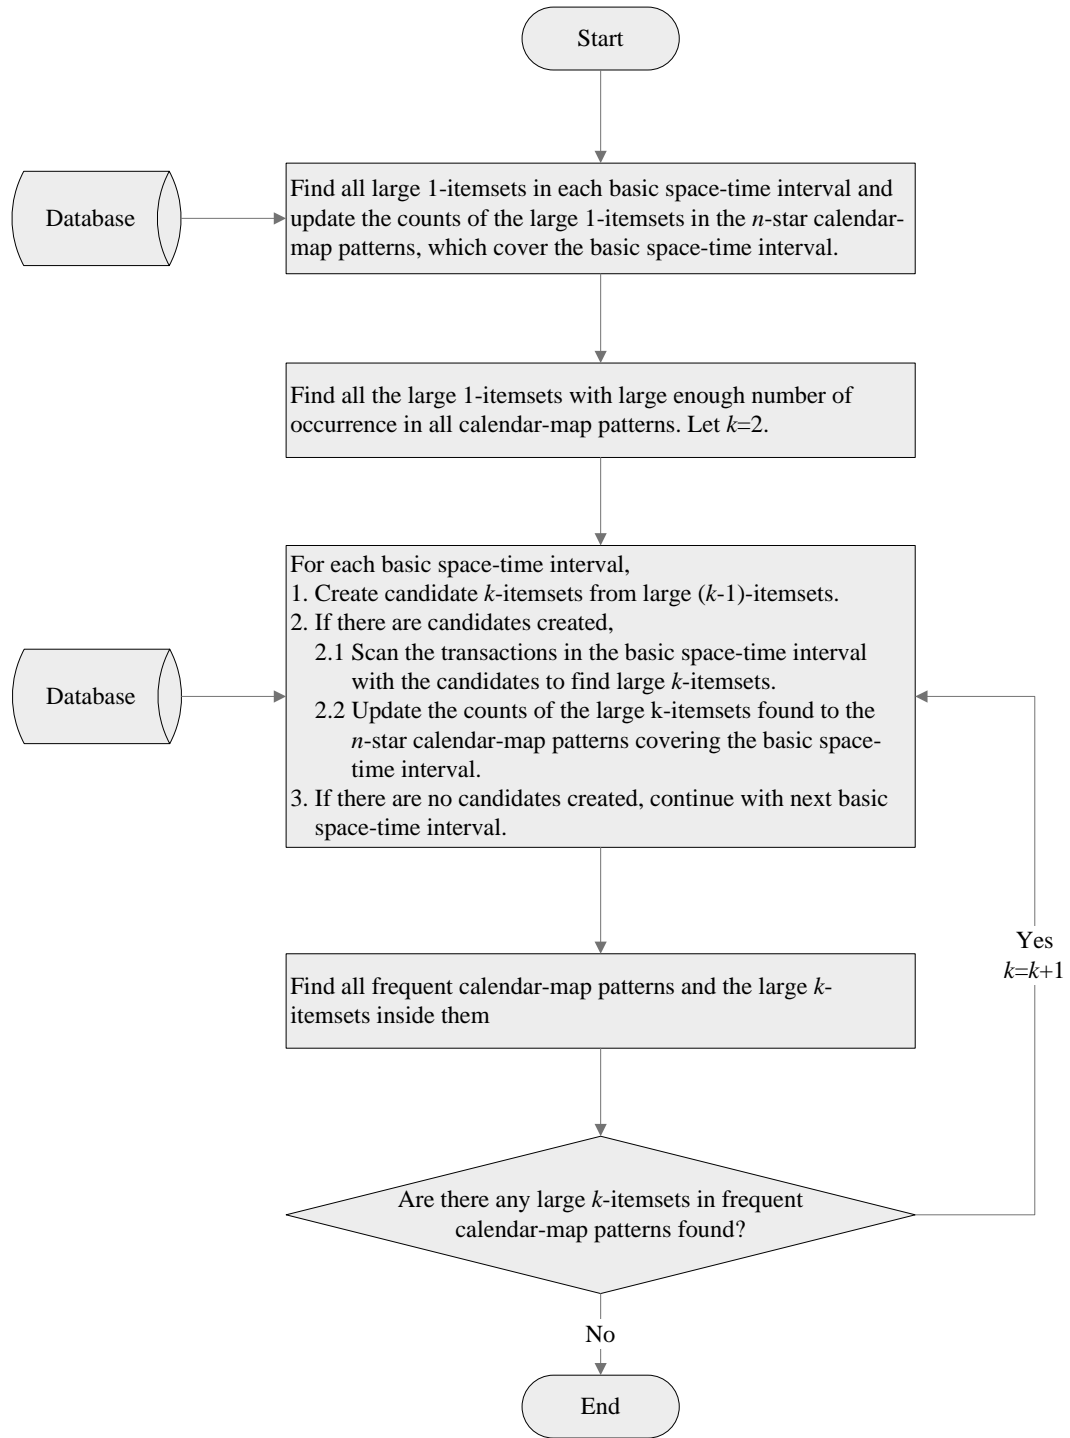 Start
Database
Find all large 1-itemsets in each basic space-time interval and
update the counts of the large 1-itemsets in the n-star calendar-
map patterns, which cover the basic space-time interval.
Find all the large 1-itemsets with large enough number of
occurrence in all calendar-map patterns. Let k=2.
Database
For each basic space-time interval,
1. Create candidate k-itemsets from large (k-1)-itemsets.
2. If there are candidates created,
2.1 Scan the transactions in the basic space-time interval
with the candidates to find large k-itemsets.
2.2 Update the counts of the large k-itemsets found to the
n-star calendar-map patterns covering the basic space-
time interval.
3. If there are no candidates created, continue with next basic
space-time interval.
Yes
k=k+1
Find all frequent calendar-map patterns and the large k-
itemsets inside them
Are there any large k-itemsets in frequent
calendar-map patterns found?
No
End